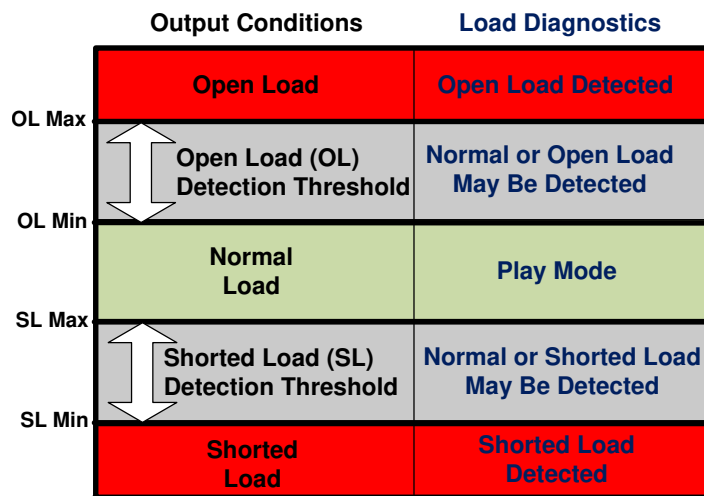 Output Conditions Load Diagnostics
Open Load Open Load Detected
OL Max
Open Load (OL) Normal or Open Load
Detection Threshold May Be Detected
OL Min
Normal
Load
Play Mode
SL Max
Shorted Load (SL) Normal or Shorted Load
Detection Threshold May Be Detected
SL Min
Shorted Shorted Load
Load Detected